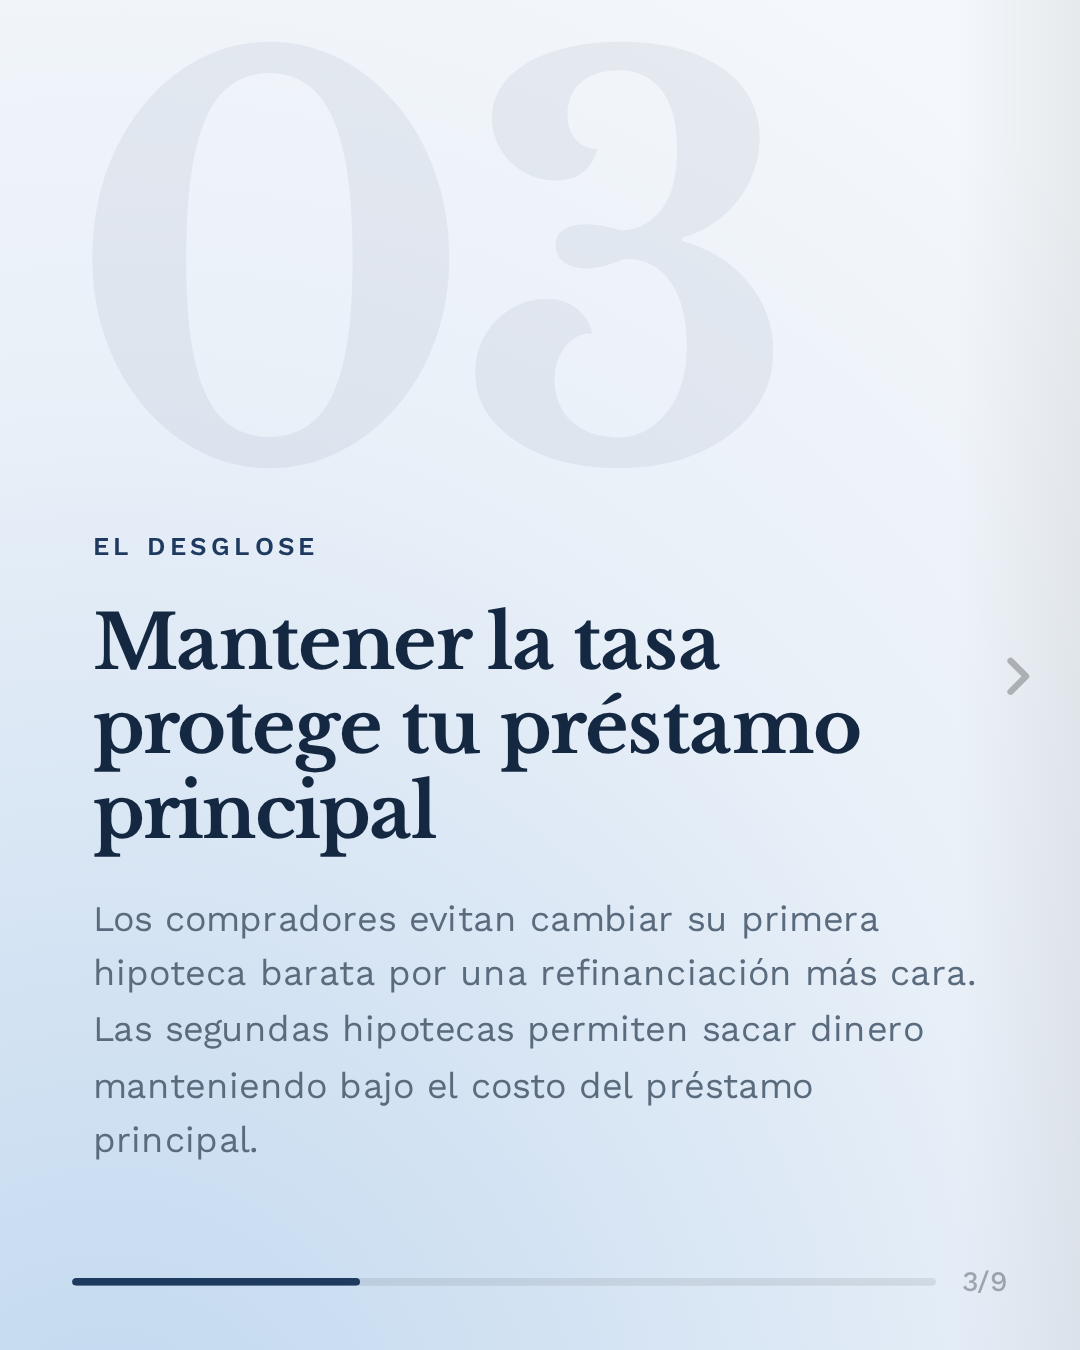 03
EL DESGLOSE
Mantener la tasa
protege tu préstamo
principal
Los compradores evitan cambiar su primera
hipoteca barata por una refinanciación más cara.
Las segundas hipotecas permiten sacar dinero
manteniendo bajo el costo del préstamo
principal.
3/9